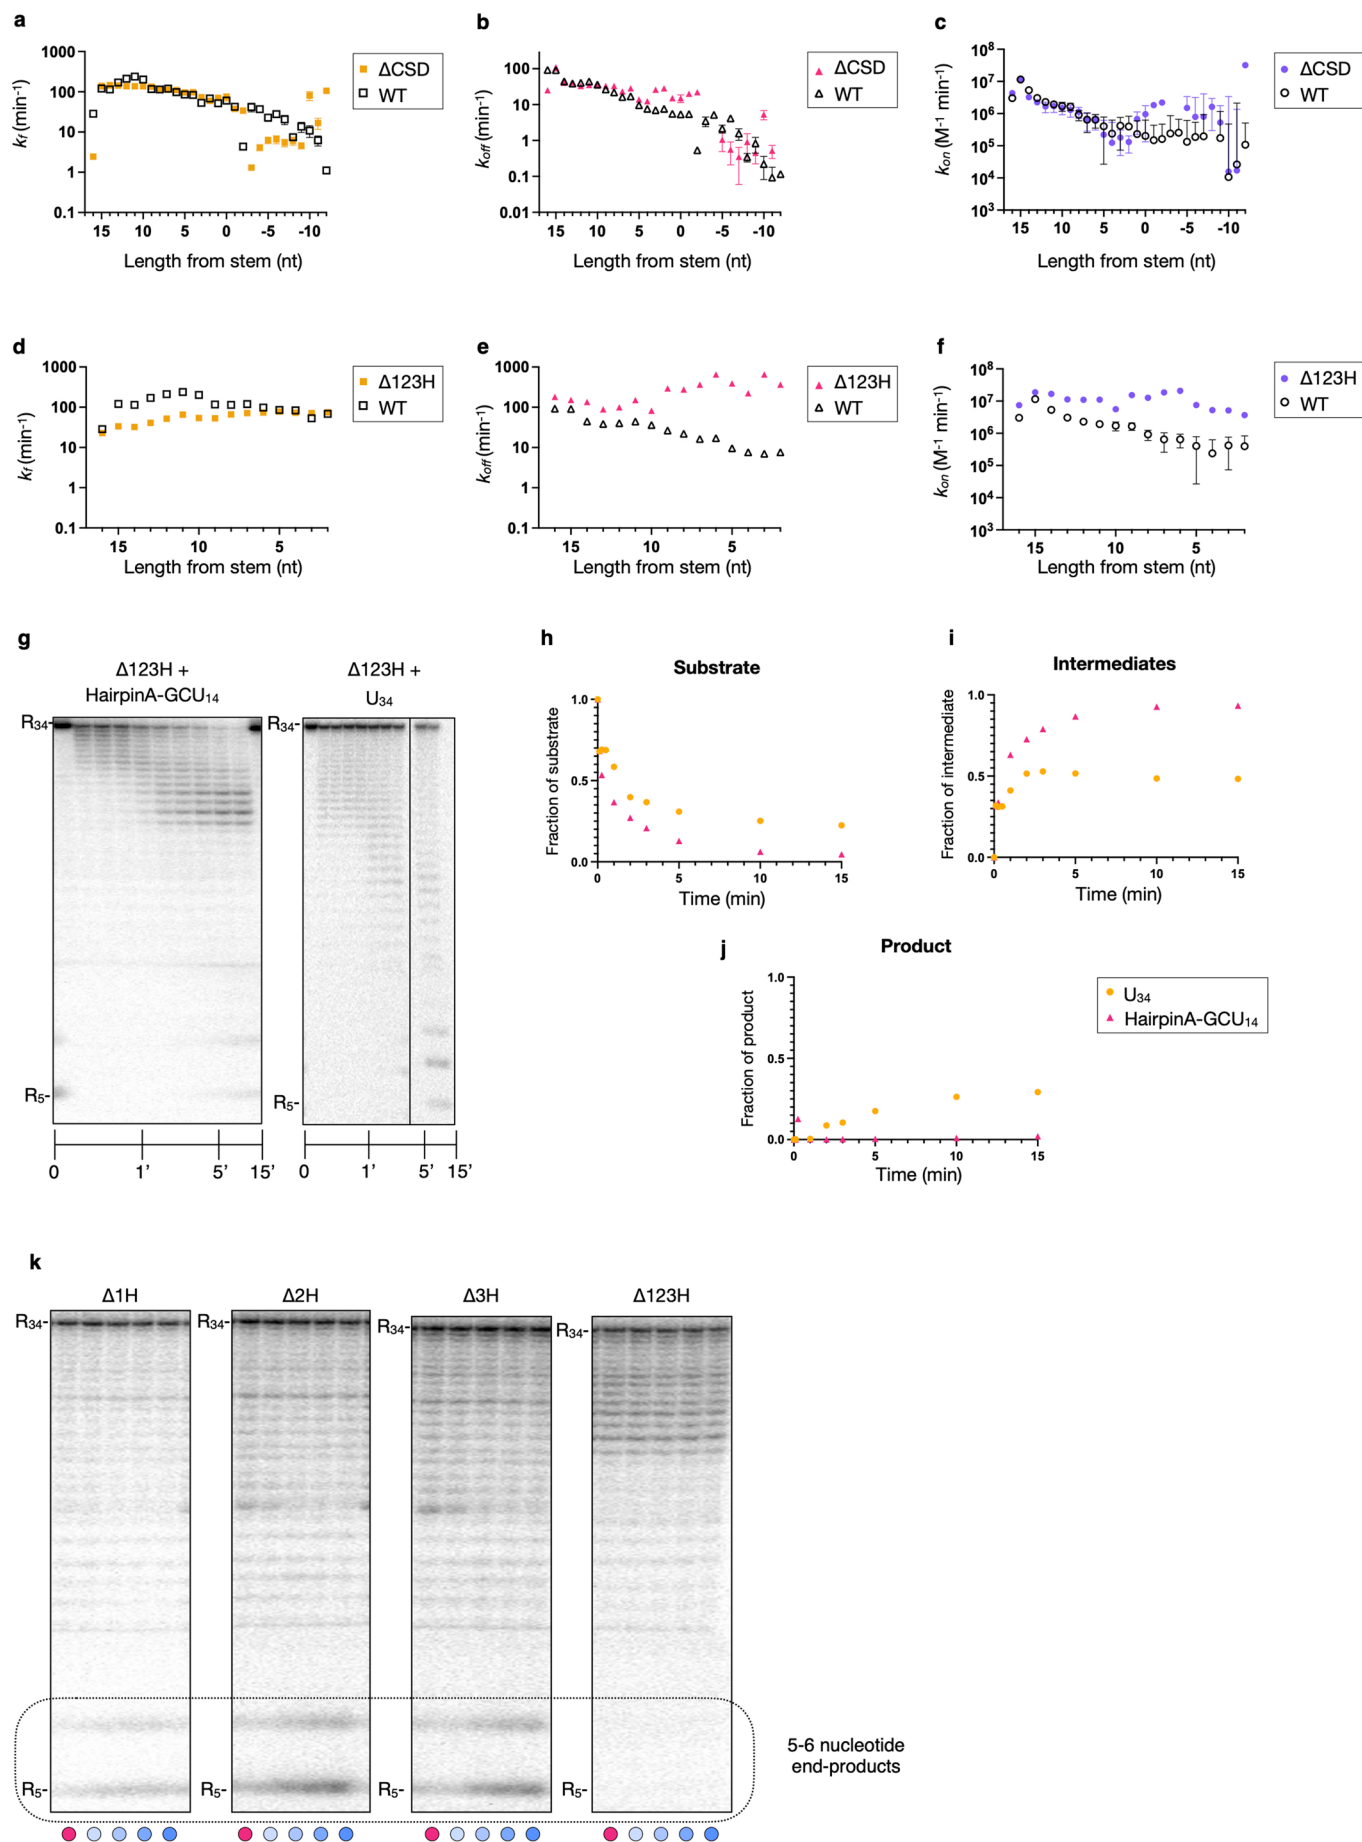 a
1000
100
10
1
0.1
kf (min-1)
15 10 5 0 -5 -10
Length from stem (nt)
ΔCSD
WT
b
100
10
1
0.1
0.01
koff (min-1)
15 10 5 0 -5 -10
Length from stem (nt)
ΔCSD
WT
c
10⁸
10⁷
10⁶
10⁵
10⁴
10³
kon (M-1 min-1)
15 10 5 0 -5 -10
Length from stem (nt)
ΔCSD
WT
d
1000
100
10
1
0.1
kf (min-1)
15 10 5
Length from stem (nt)
Δ123H
WT
e
1000
100
10
1
0.1
koff (min-1)
15 10 5
Length from stem (nt)
Δ123H
WT
f
10⁸
10⁷
10⁶
10⁵
10⁴
10³
kon (M-1 min-1)
15 10 5
Length from stem (nt)
Δ123H
WT
g
Δ123H +
HairpinA-GCU₁₄
R₃₄-
R₅-
0 1' 5' 15'
Δ123H +
U₃₄
R₃₄-
R₅-
0 1' 5' 15'
h
Substrate
Fraction of substrate
1.0
0.5
0.0
0 5 10 15
Time (min)
i
Intermediates
Fraction of intermediate
1.0
0.5
0.0
0 5 10 15
Time (min)
j
Product
Fraction of product
1.0
0.5
0.0
0 5 10 15
Time (min)
U₃₄
HairpinA-GCU₁₄
k
Δ1H
Δ2H
Δ3H
Δ123H
R₃₄-
R₃₄-
R₃₄-
R₃₄-
R₅-
R₅-
R₅-
R₅-
5-6 nucleotide
end-products